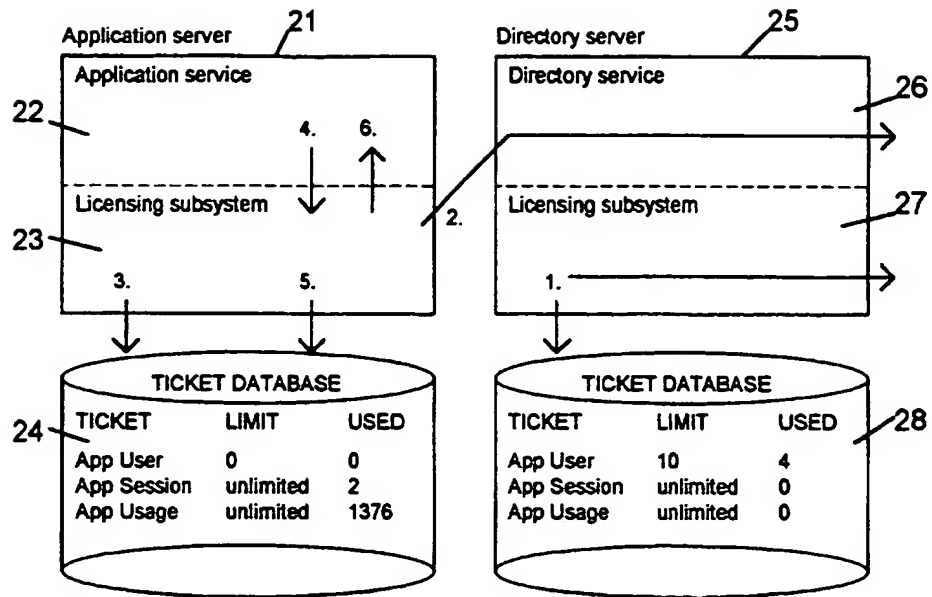 21
25
Application server
Directory server
Application service
Directory service
22
26
4.
6.
Licensing subsystem
2.
Licensing subsystem
27
23
3.
5.
1.
TICKET DATABASE
TICKET DATABASE
24
TICKET LIMIT USED
TICKET LIMIT USED
28
App User 0 0
App User 10 4
App Session unlimited 2
App Session unlimited 0
App Usage unlimited 1376
App Usage unlimited 0